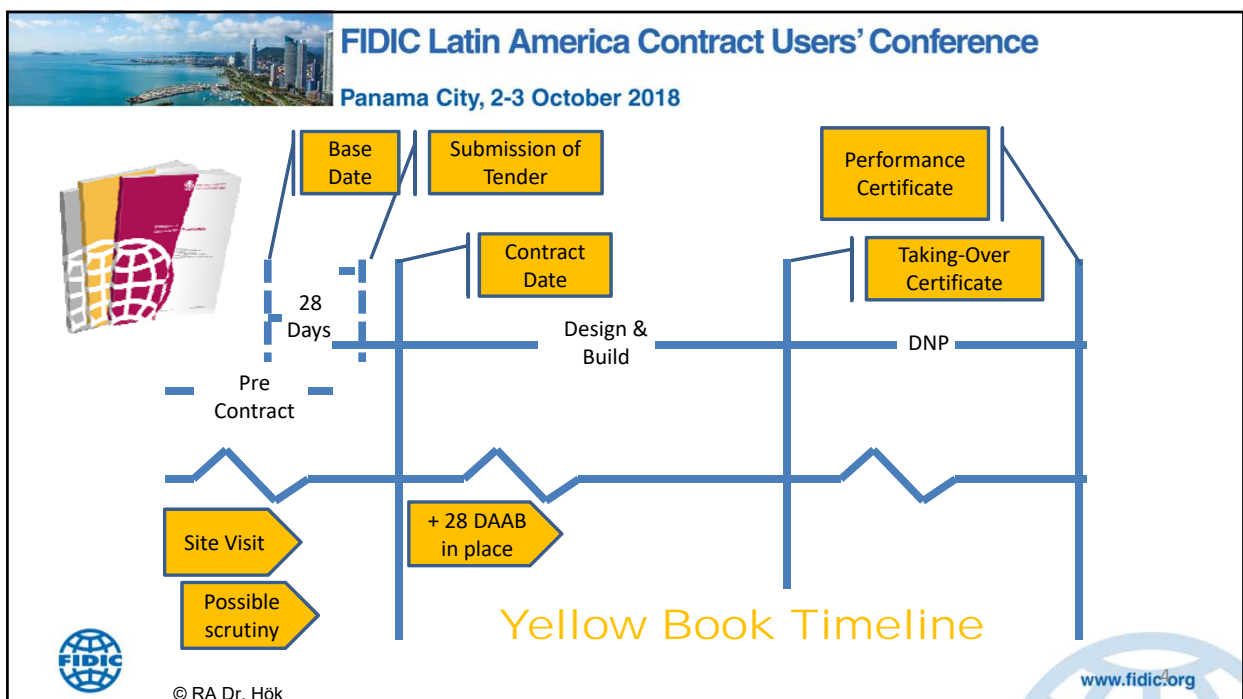 FIDIC Latin America Contract Users' Conference
Panama City, 2-3 October 2018
Base
Date
Submission of
Tender
Performance
Certificate
Contract
Date
Taking-Over
Certificate
28
Days
Design &
Build
DNP
Pre
Contract
Site Visit
+ 28 DAAB
in place
Possible
scrutiny
Yellow Book Timeline
FIDIC
© RA Dr. Hök
www.fidic.org
4